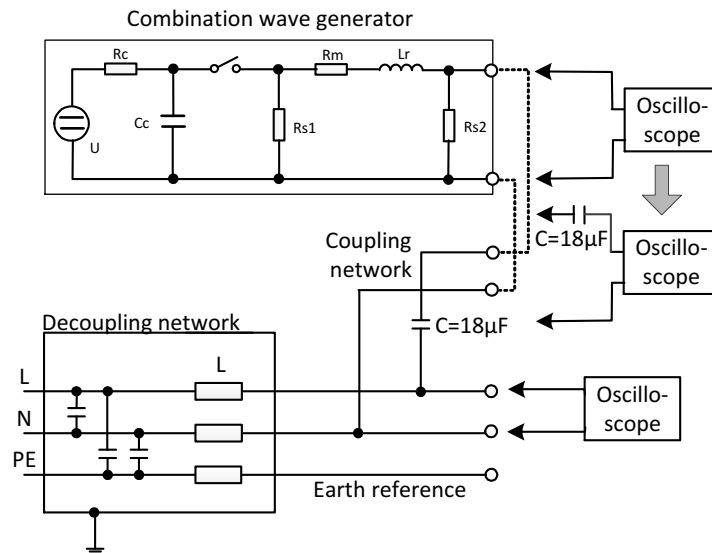 Combination wave generator
Rc
Rm
Lr
Cc
Rs1
Rs2
U
Oscillo-
scope
C=18µF
Oscillo-
scope
Coupling
network
C=18µF
Decoupling network
L
L
N
PE
Earth reference
Oscillo-
scope